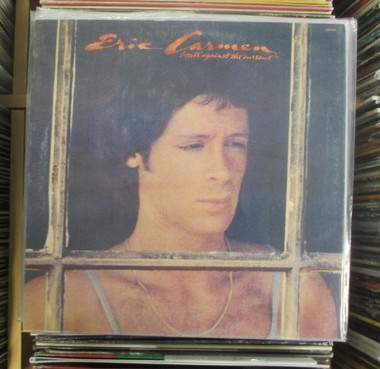 Eric Carmen
boats against the current